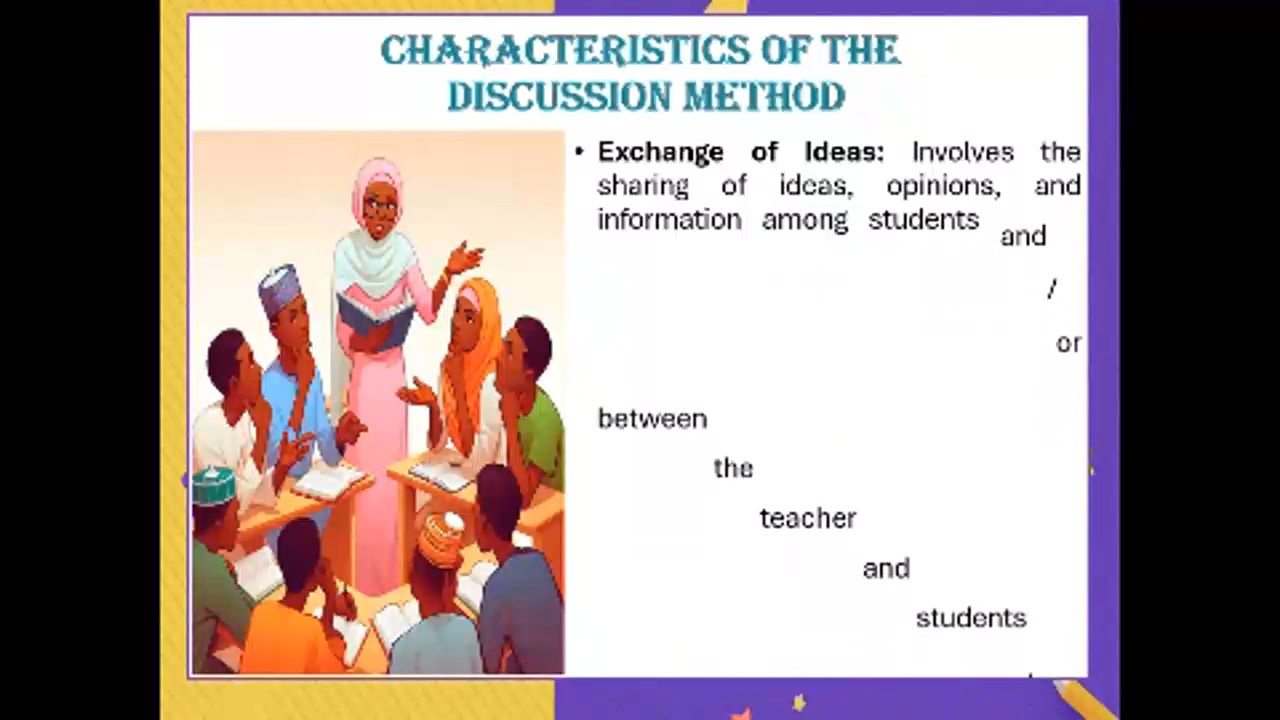 CHARACTERISTICS OF THE
DISCUSSION METHOD
• Exchange of Ideas: Involves the
sharing of ideas, opinions, and
information among students and
/
or
between
the
teacher
and
students
.